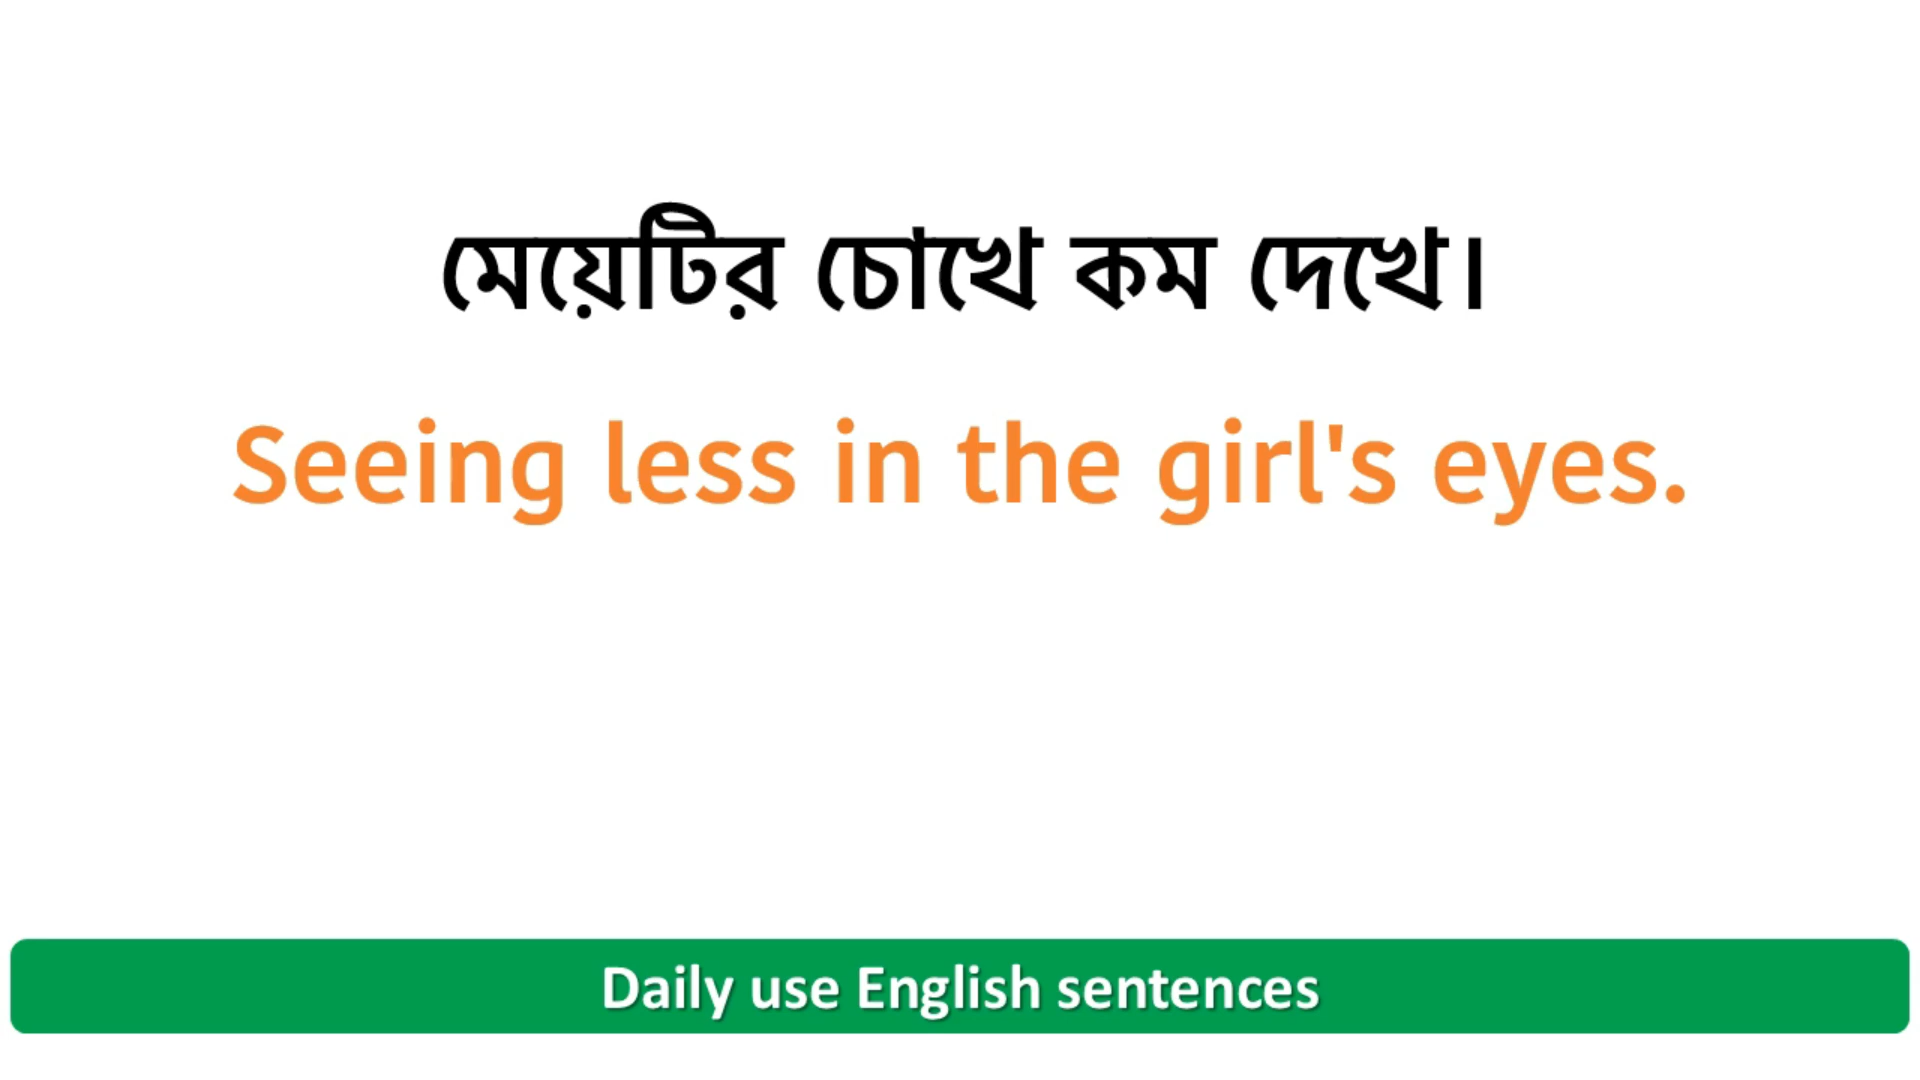 মেয়েটির চোখে কম দেখে।
Seeing less in the girl's eyes.
Daily use English sentences